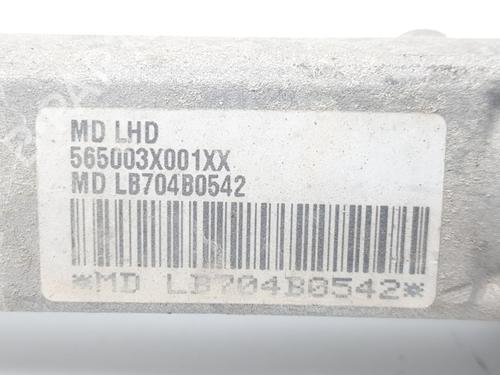 MD LHD
565003X001XX
MD LB704B0542
*MD LB704B0542*